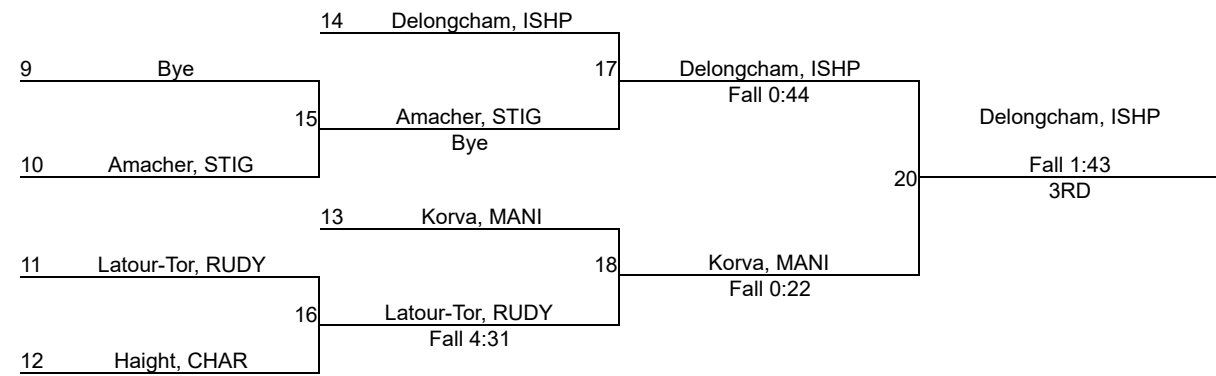 14 Delongcham, ISHP
9 Bye
17 Delongcham, ISHP
Fall 0:44
15 Amacher, STIG
Bye
Delongcham, ISHP
10 Amacher, STIG
Fall 1:43
20
3RD
13 Korva, MANI
11 Latour-Tor, RUDY
18 Korva, MANI
Fall 0:22
16 Latour-Tor, RUDY
Fall 4:31
12 Haight, CHAR